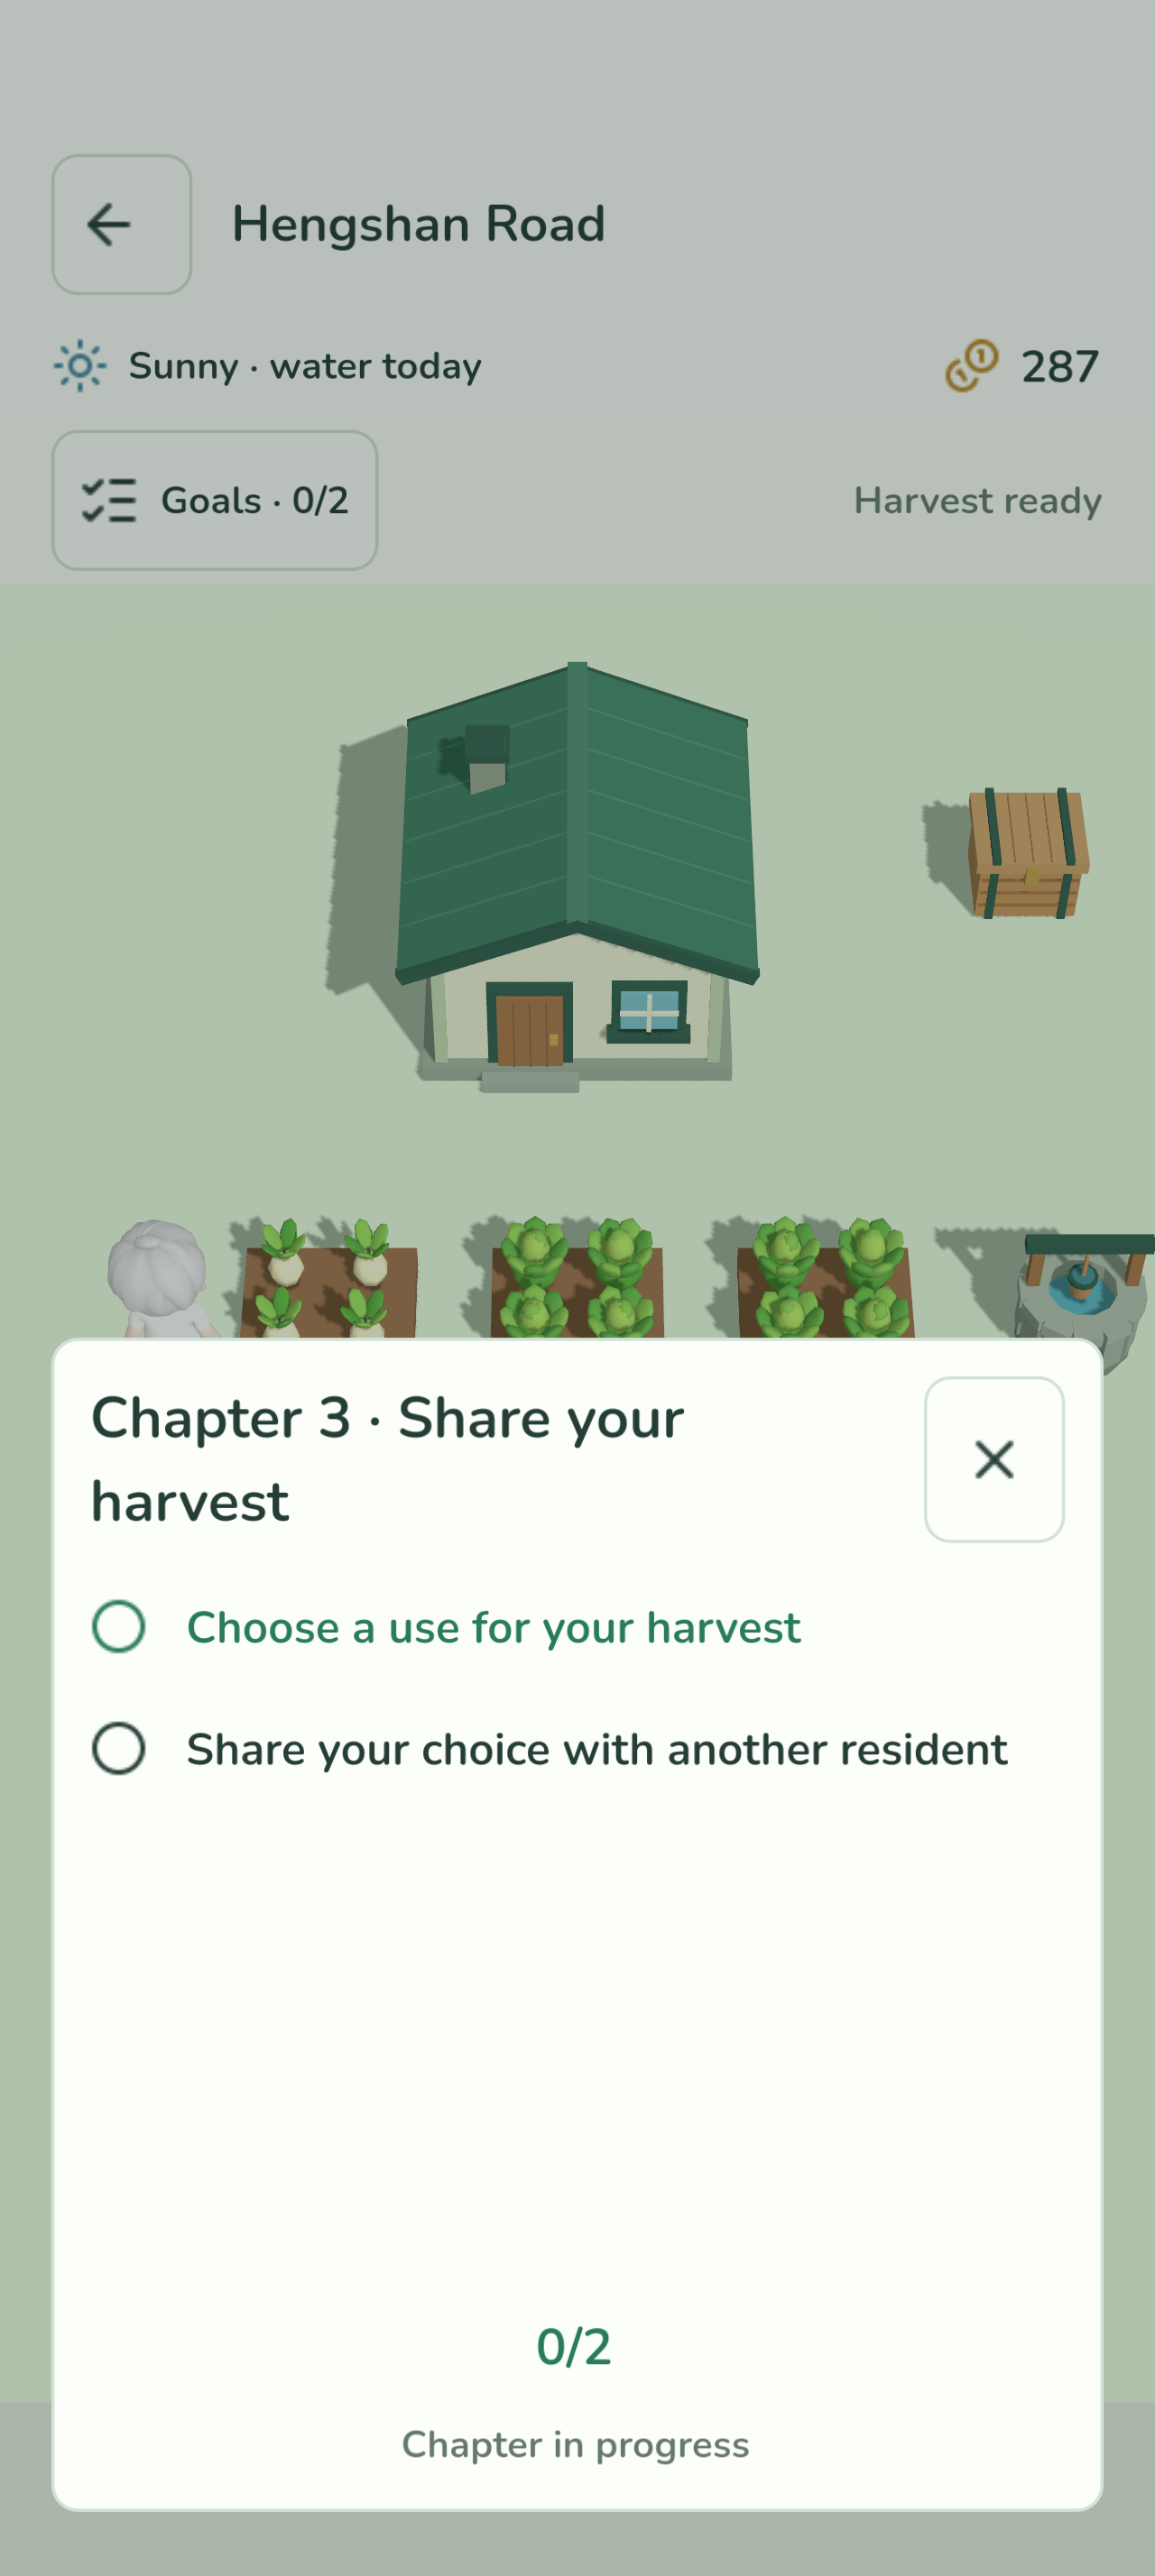 Hengshan Road
Sunny · water today
287
Goals · 0/2
Harvest ready
Chapter 3 · Share your
harvest
Choose a use for your harvest
Share your choice with another resident
0/2
Chapter in progress